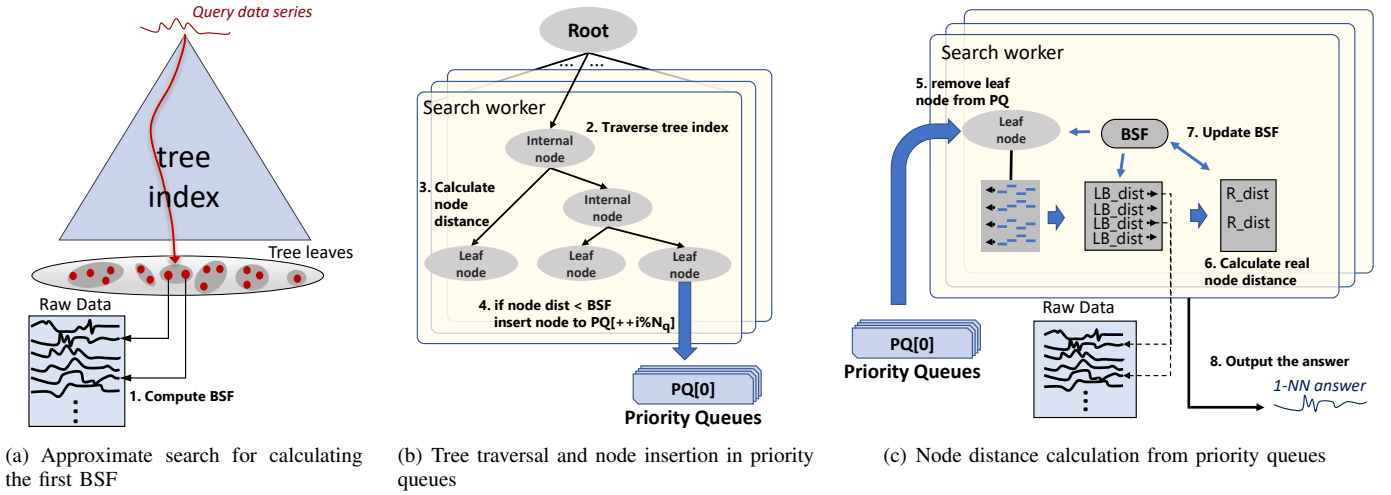 Query data series
tree
index
Tree leaves
Raw Data
1. Compute BSF
(a) Approximate search for calculating
the first BSF
Root
... ...
Search worker
2. Traverse tree index
Internal
node
3. Calculate
node
distance
Internal
node
Leaf
node
Leaf
node
Leaf
node
4. if node dist < BSF
insert node to PQ[++i%Nq]
PQ[0]
Priority Queues
(b) Tree traversal and node insertion in priority
queues
Search worker
5. remove leaf
node from PQ
Leaf
node
BSF
7. Update BSF
LB_dist
LB_dist
LB_dist
LB_dist
R_dist
R_dist
6. Calculate real
node distance
PQ[0]
Priority Queues
Raw Data
8. Output the answer
1-NN answer
(c) Node distance calculation from priority queues